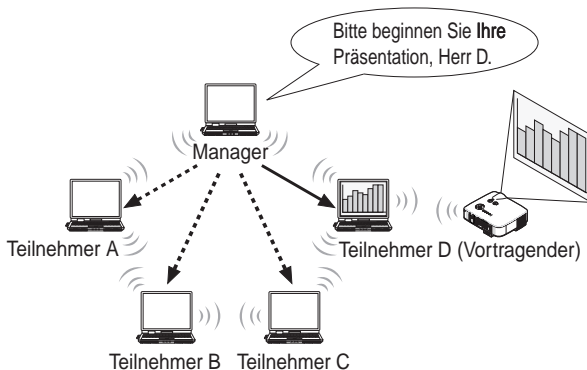 Bitte beginnen Sie Ihre
Präsentation, Herr D.
Manager
Teilnehmer A
Teilnehmer D (Vortragender)
Teilnehmer B
Teilnehmer C